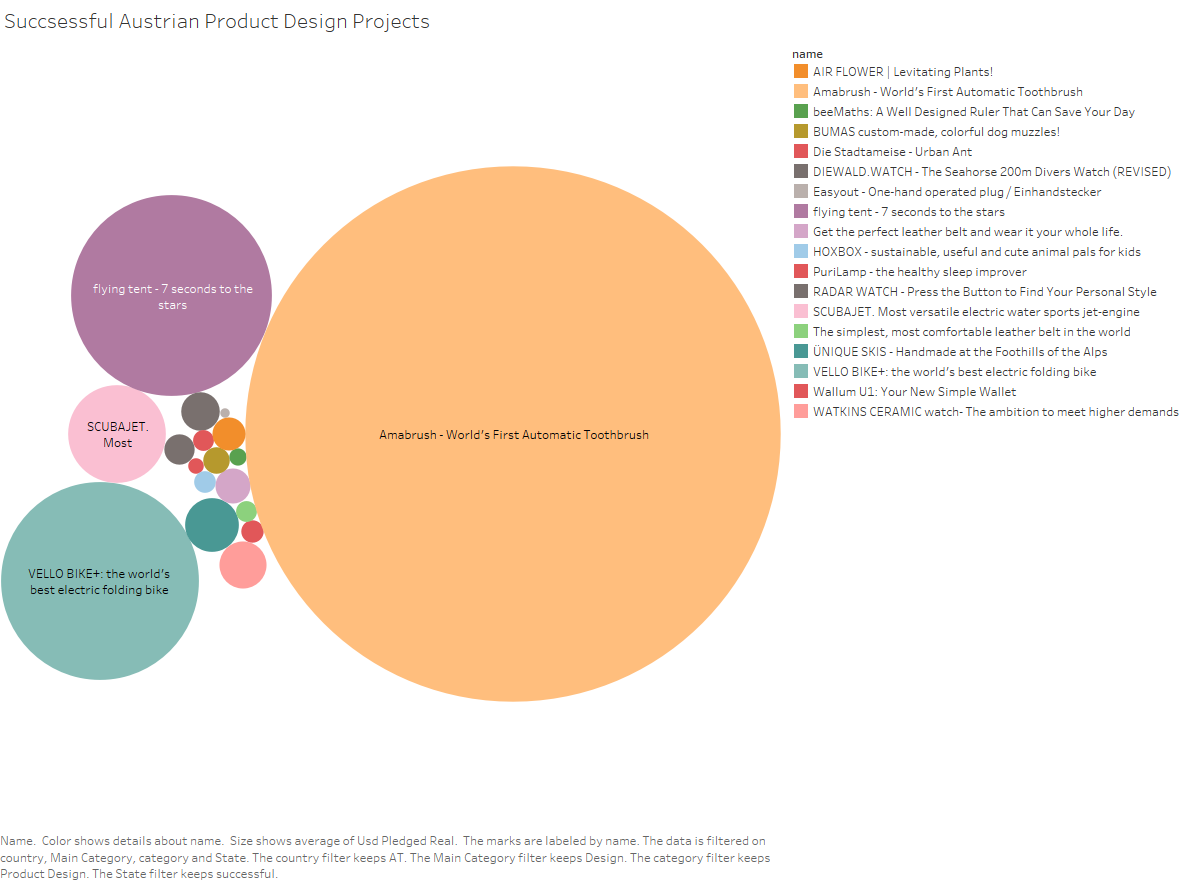 Succsessful Austrian Product Design Projects
name
AIR FLOWER | Levitating Plants!
Amabrush - World’s First Automatic Toothbrush
beeMaths: A Well Designed Ruler That Can Save Your Day
BUMAS custom-made, colorful dog muzzles!
Die Stadtameise - Urban Ant
DIEWALD.WATCH - The Seahorse 200m Divers Watch (REVISED)
Easyout - One-hand operated plug / Einhandstecker
flying tent - 7 seconds to the stars
Get the perfect leather belt and wear it your whole life.
HOXBOX - sustainable, useful and cute animal pals for kids
PuriLamp - the healthy sleep improver
RADAR WATCH - Press the Button to Find Your Personal Style
SCUBAJET. Most versatile electric water sports jet-engine
The simplest, most comfortable leather belt in the world
ÜNIQUE SKIS - Handmade at the Foothills of the Alps
VELLO BIKE+: the world’s best electric folding bike
Wallum U1: Your New Simple Wallet
WATKINS CERAMIC watch- The ambition to meet higher demands
flying tent - 7 seconds to the
stars
SCUBAJET.
Most
Amabrush - World’s First Automatic Toothbrush
VELLO BIKE+: the world’s
best electric folding bike
Name.  Color shows details about name.  Size shows average of Usd Pledged Real.  The marks are labeled by name. The data is filtered on
country, Main Category, category and State. The country filter keeps AT. The Main Category filter keeps Design. The category filter keeps
Product Design. The State filter keeps successful.